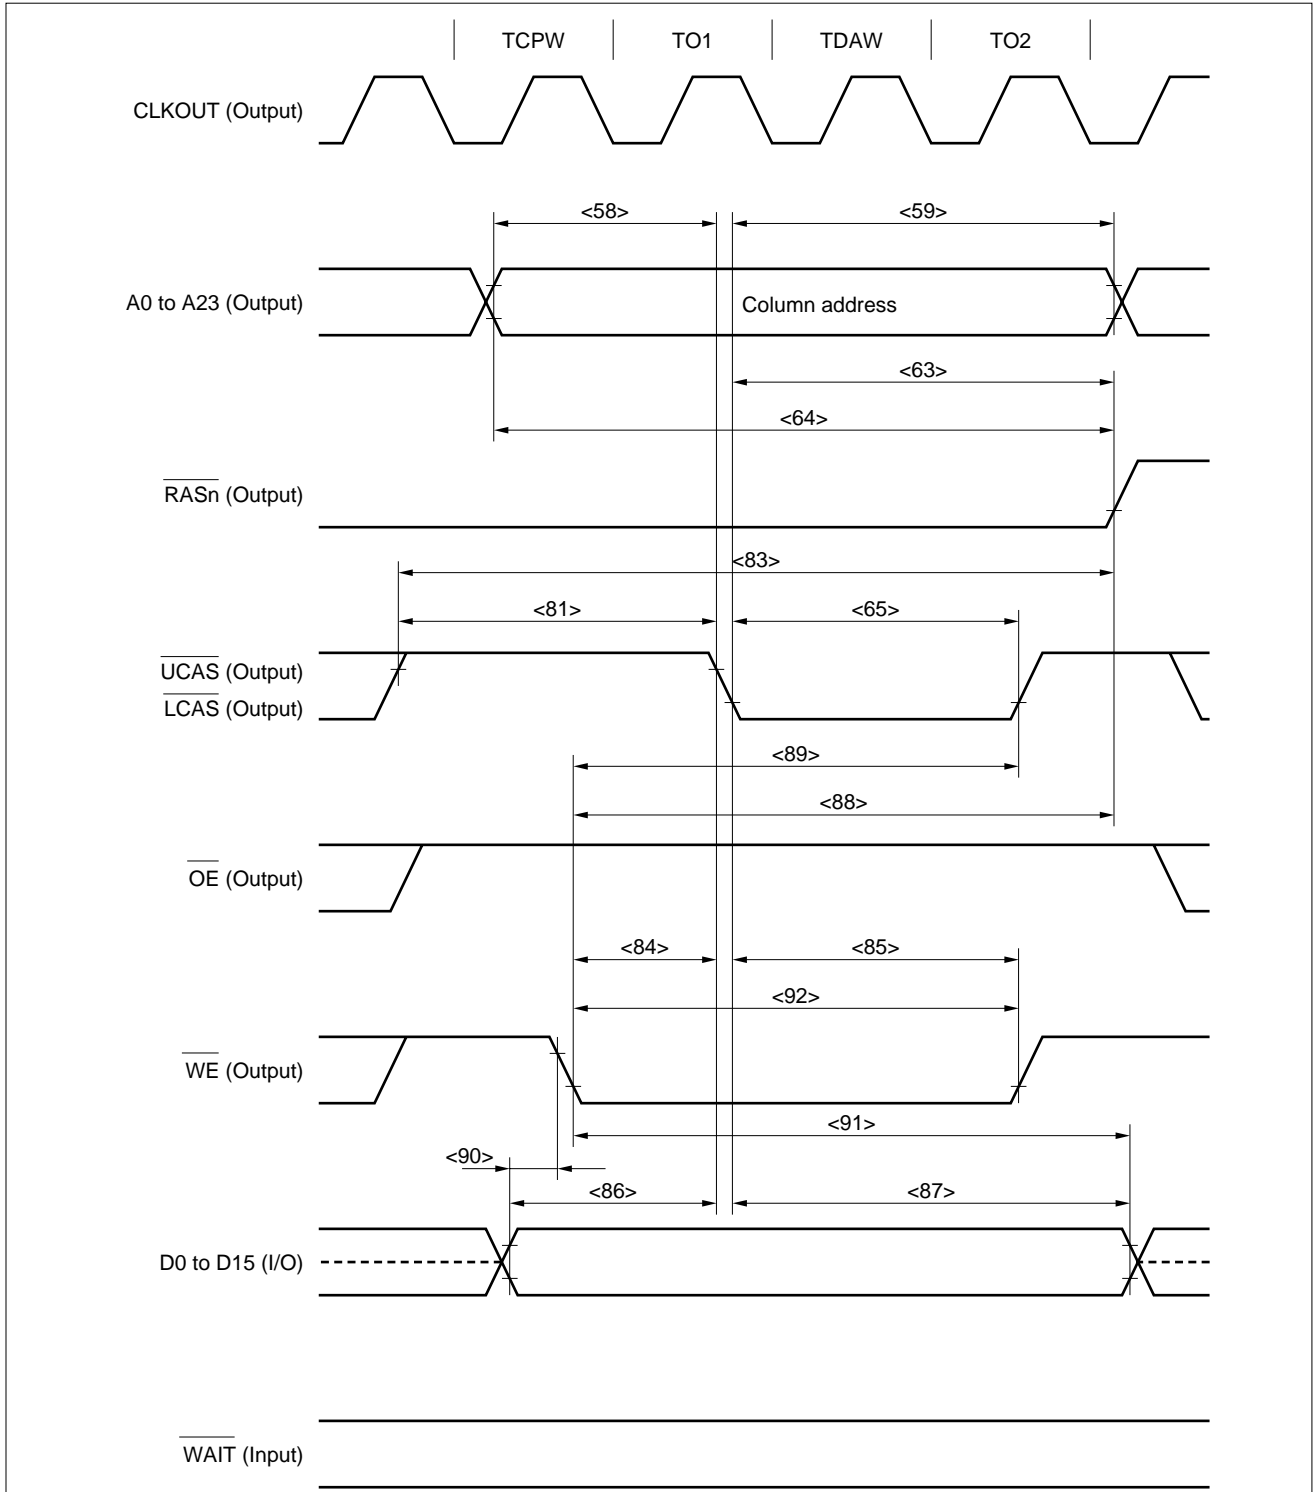 TCPW TO1 TDAW TO2
CLKOUT (Output)
<58> <59>
A0 to A23 (Output) Column address
<63>
<64>
RASn (Output)
<83>
<81> <65>
UCAS (Output)
LCAS (Output)
<89>
<88>
OE (Output)
<84> <85>
<92>
WE (Output)
<91>
<90>
<86> <87>
D0 to D15 (I/O)
WAIT (Input)